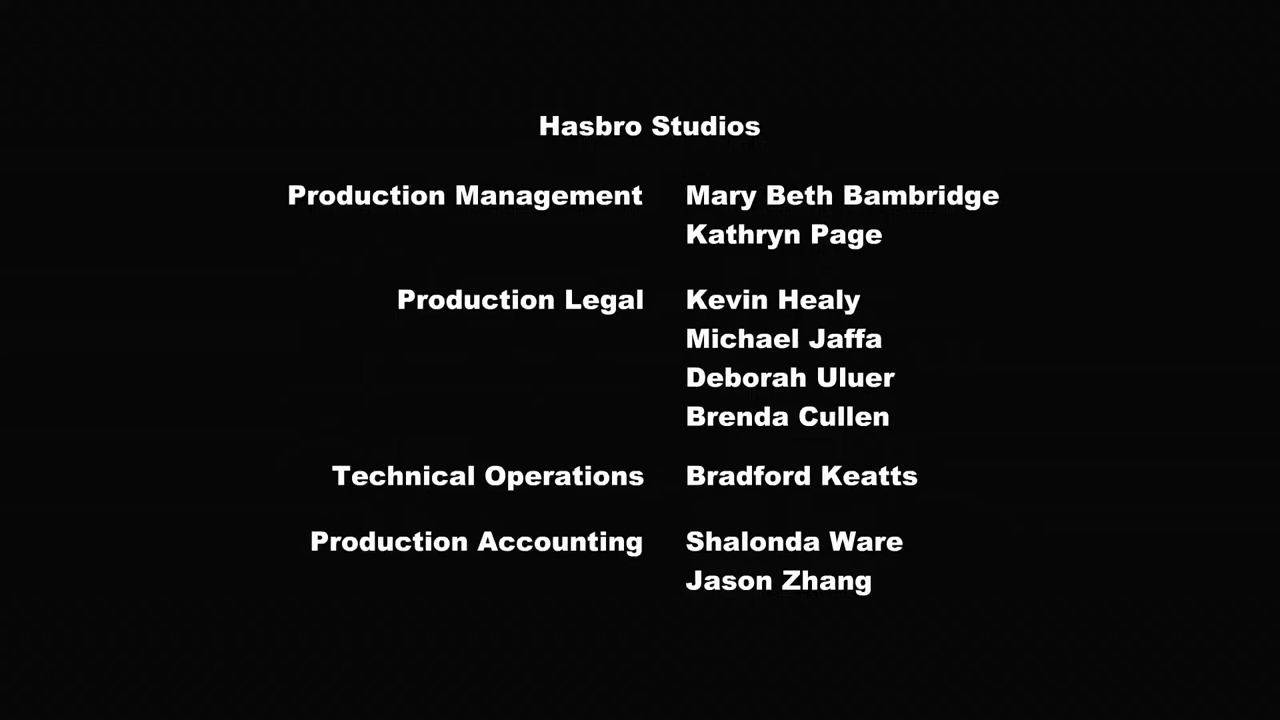 Hasbro Studios
Production Management Mary Beth Bambridge
Kathryn Page
Production Legal Kevin Healy
Michael Jaffa
Deborah Uluer
Brenda Cullen
Technical Operations Bradford Keatts
Production Accounting Shalonda Ware
Jason Zhang